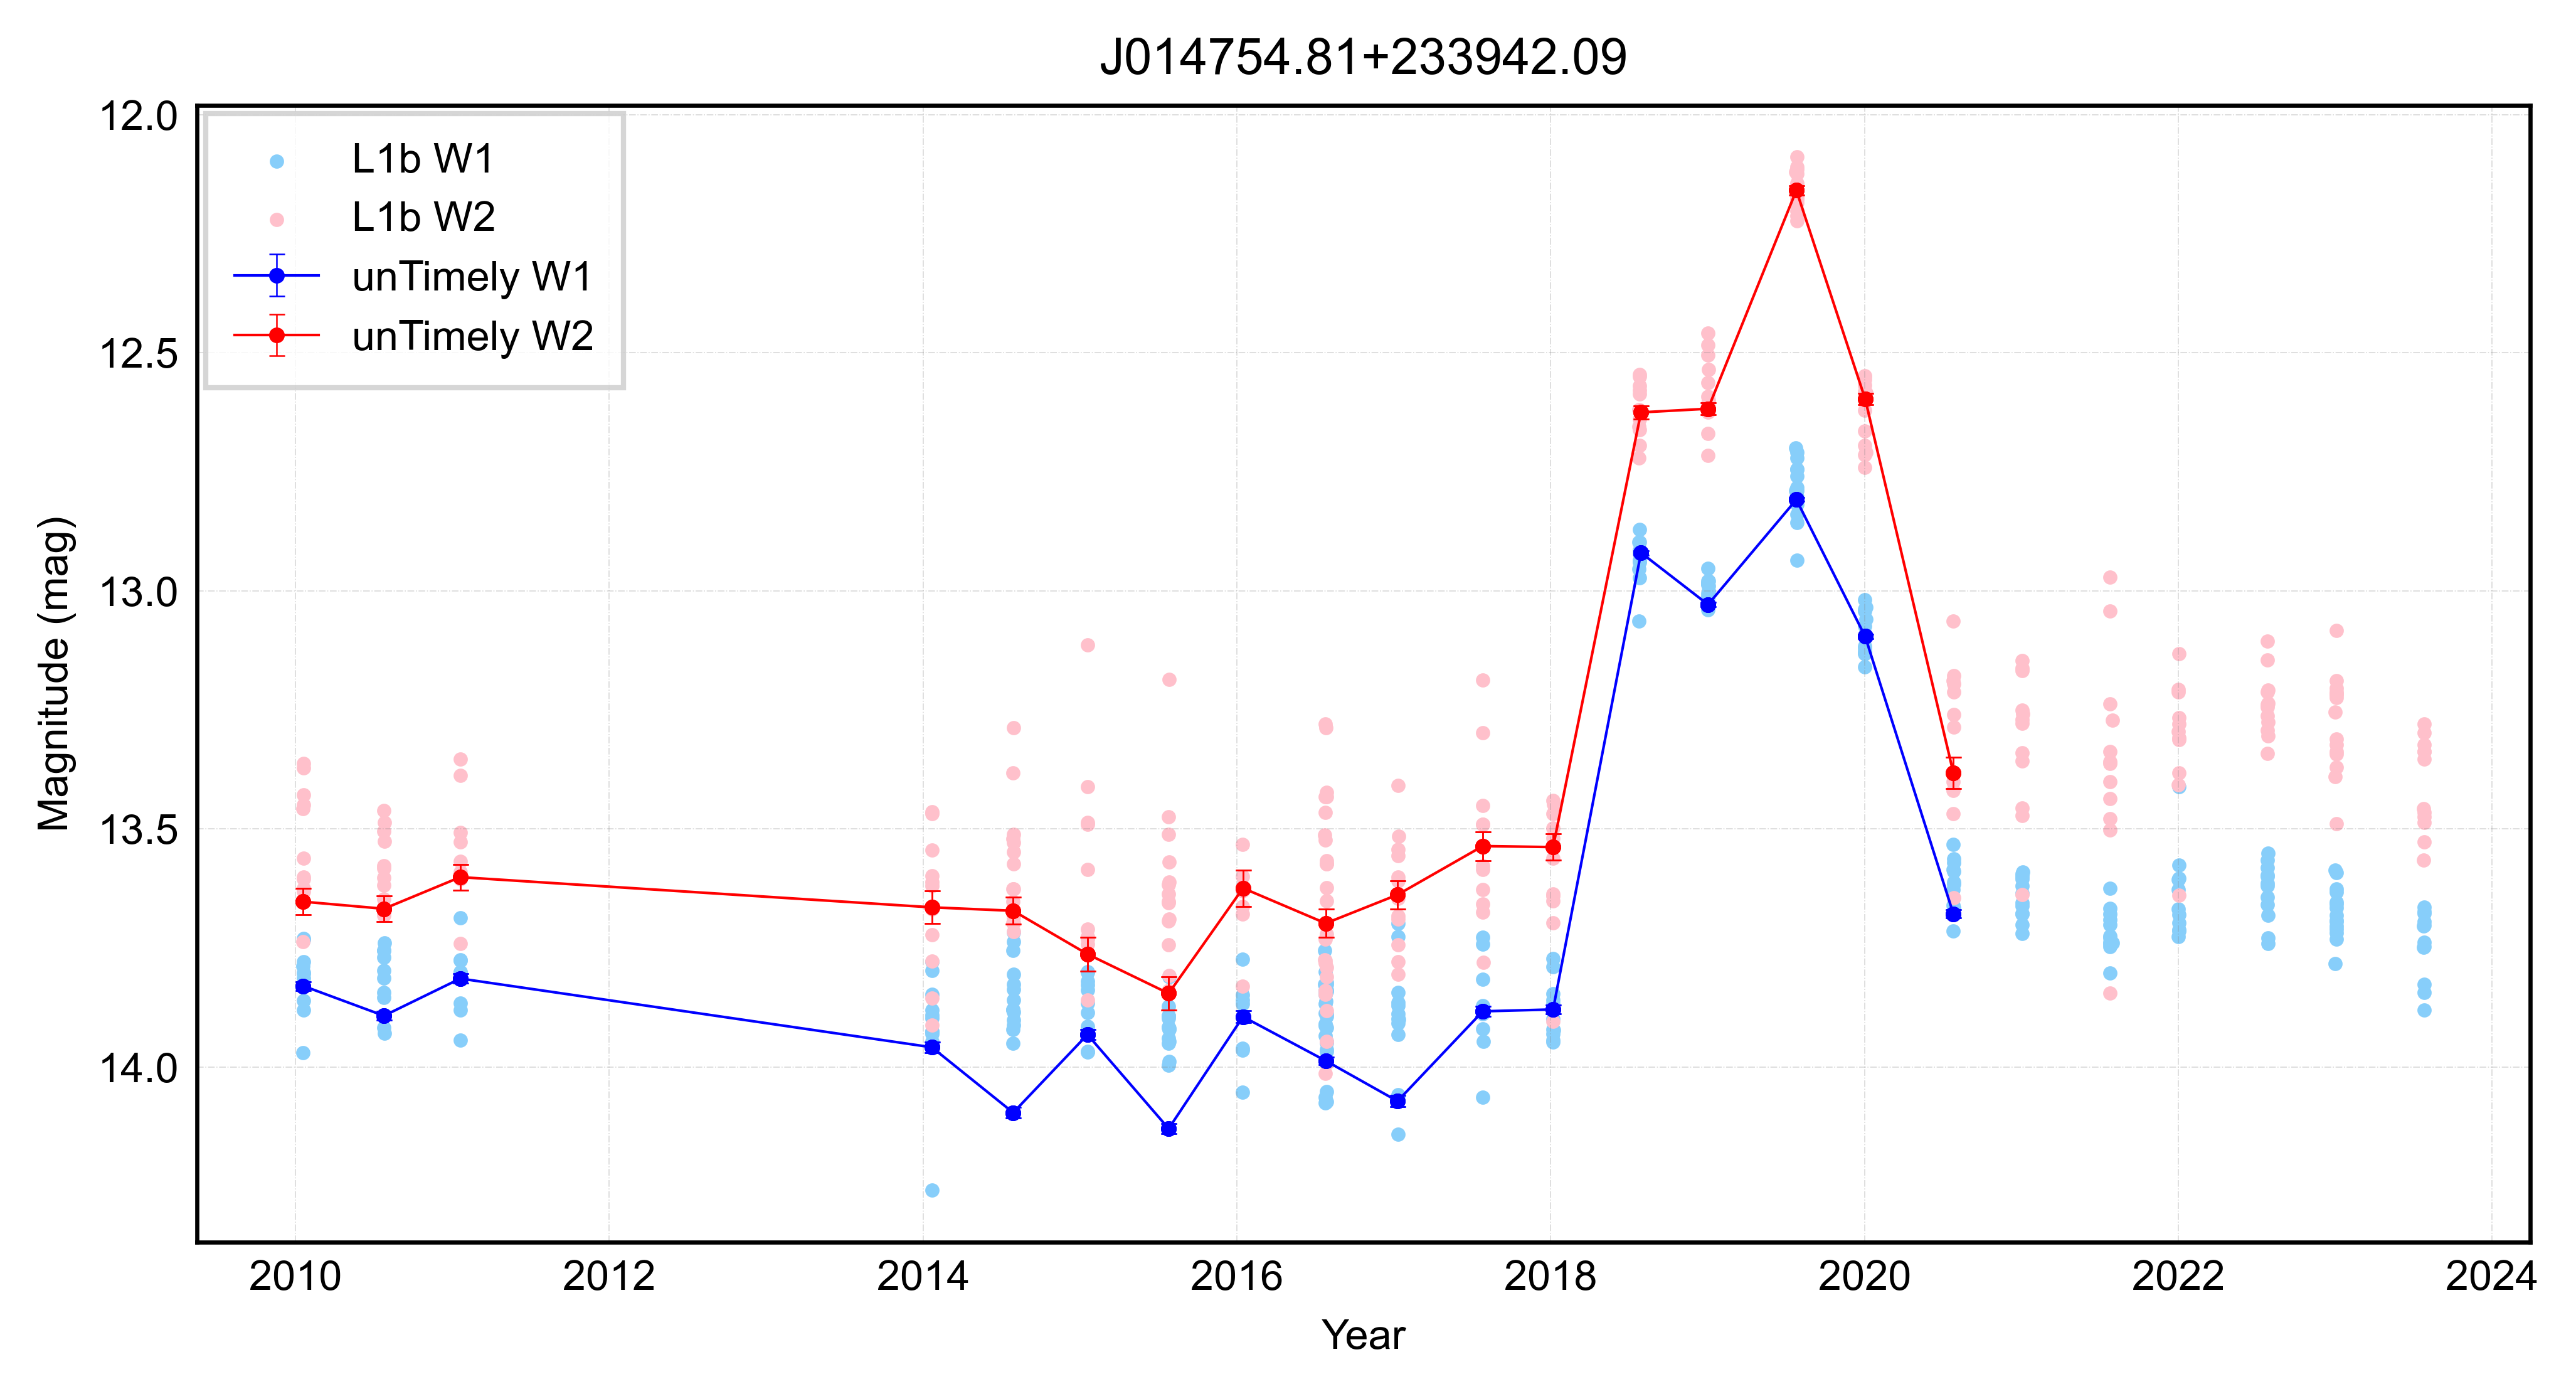 J014754.81+233942.09
L1b W1
L1b W2
unTimely W1
unTimely W2
Magnitude (mag)
12.0
12.5
13.0
13.5
14.0
2010 2012 2014 2016 2018 2020 2022 2024
Year